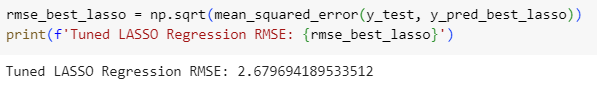 rmse_best_lasso = np.sqrt(mean_squared_error(y_test, y_pred_best_lasso))
print(f'Tuned LASSO Regression RMSE: {rmse_best_lasso}')
Tuned LASSO Regression RMSE: 2.679694189533512